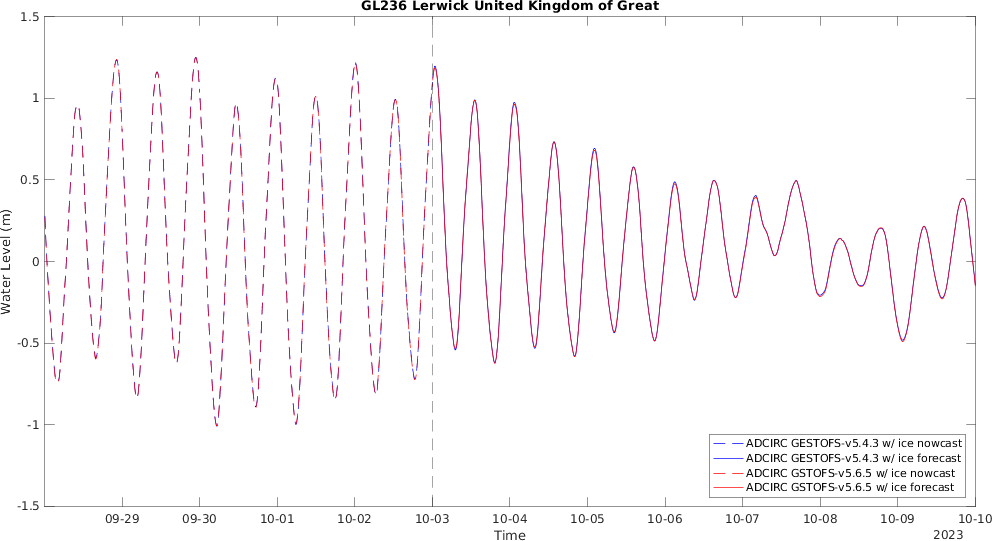 GL236 Lerwick United Kingdom of Great
1.5
1
0.5
0
-0.5
-1
-1.5
Water Level (m)
ADCIRC GESTOFS-v5.4.3 w/ ice nowcast
ADCIRC GESTOFS-v5.4.3 w/ ice forecast
ADCIRC GSTOFS-v5.6.5 w/ ice nowcast
ADCIRC GSTOFS-v5.6.5 w/ ice forecast
09-29 09-30 10-01 10-02 10-03 10-04 10-05 10-06 10-07 10-08 10-09 10-10
Time
2023